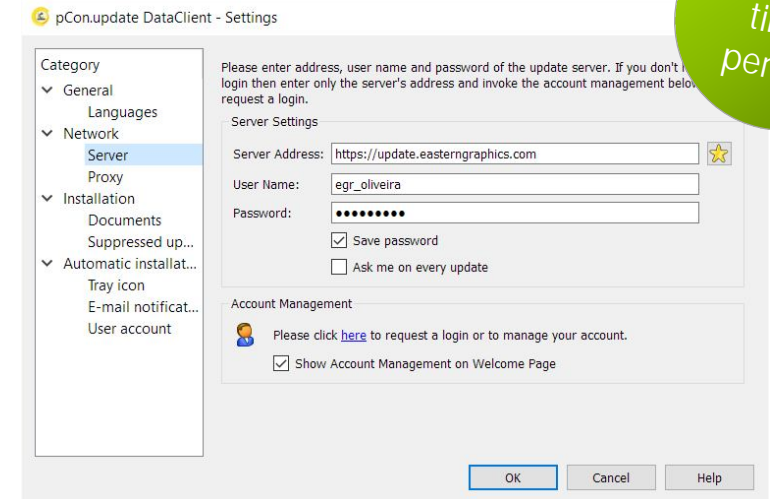 pCon.update DataClient - Settings
ti
per
Category
General
Languages
Network
Server
Proxy
Installation
Documents
Suppressed up...
Automatic installat...
Tray icon
E-mail notificat...
User account
Please enter address, user name and password of the update server. If you don't
login then enter only the server's address and invoke the account management below
request a login.
Server Settings
Server Address: https://update.easterngraphics.com
User Name: egr_oliveira
Password: •••••••••
Save password
Ask me on every update
Account Management
Please click here to request a login or to manage your account.
Show Account Management on Welcome Page
OK Cancel Help